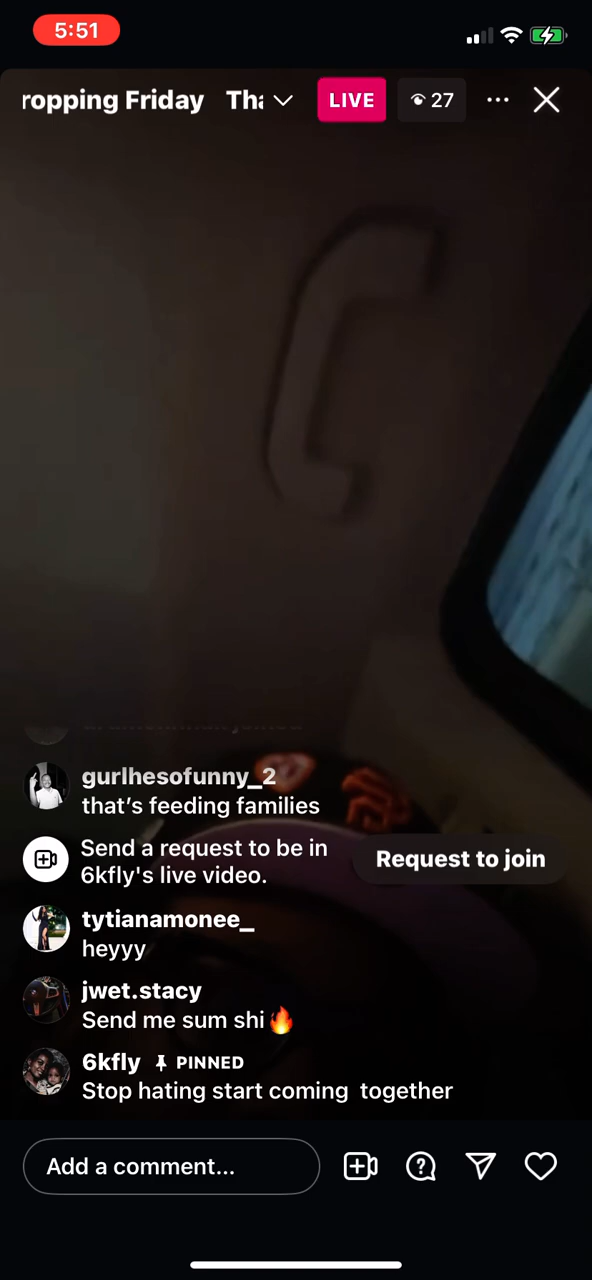 5:51
ropping Friday Tha
LIVE
27
gurlhesofunny_2
that's feeding families
Send a request to be in
6kfly's live video.
Request to join
tytianamonee_
heyyy
jwet.stacy
Send me sum shi🔥
6kfly PINNED
Stop hating start coming together
Add a comment...